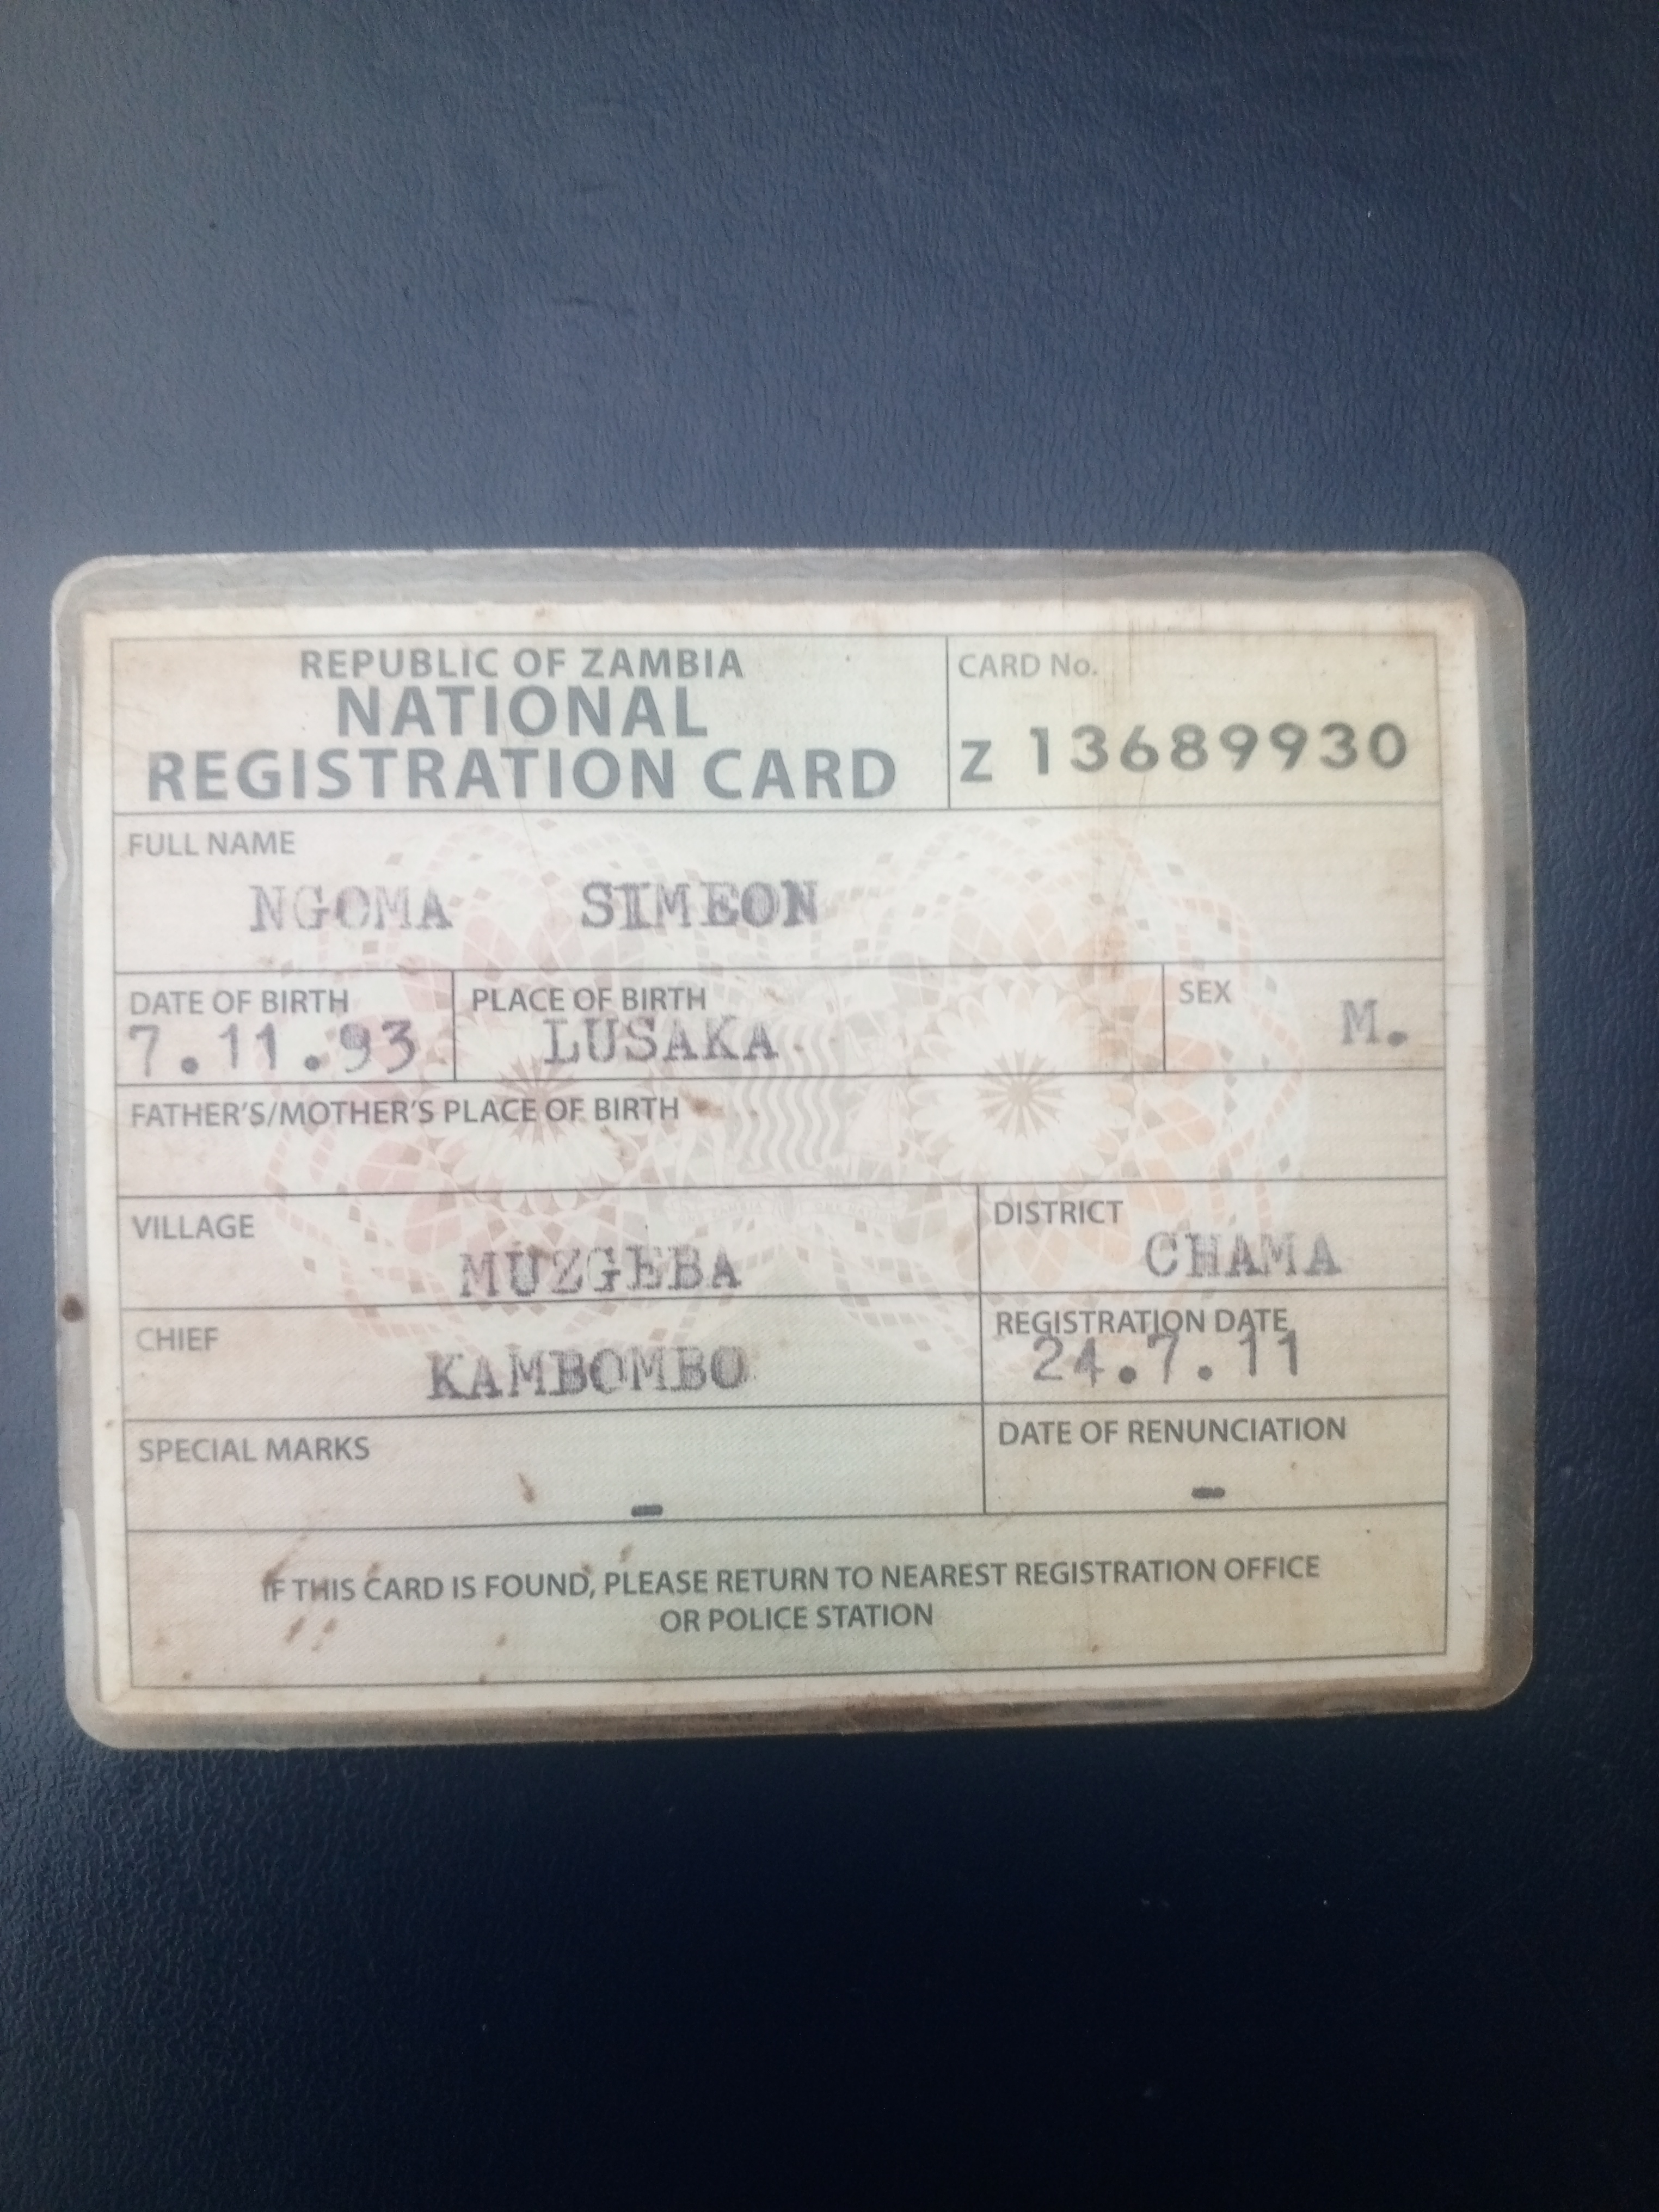 REPUBLIC OF ZAMBIA
NATIONAL
REGISTRATION CARD
CARD No.
Z 13689930
FULL NAME
NGOMA SIMEON
DATE OF BIRTH
7.11.93
PLACE OF BIRTH
LUSAKA.
SEX
M.
FATHER'S/MOTHER'S PLACE OF BIRTH
VILLAGE
MUZGEBA
DISTRICT
CHAMA
CHIEF
KAMBOMBO
REGISTRATION DATE
24.7.11
SPECIAL MARKS
-
DATE OF RENUNCIATION
-
IF THIS CARD IS FOUND, PLEASE RETURN TO NEAREST REGISTRATION OFFICE
OR POLICE STATION